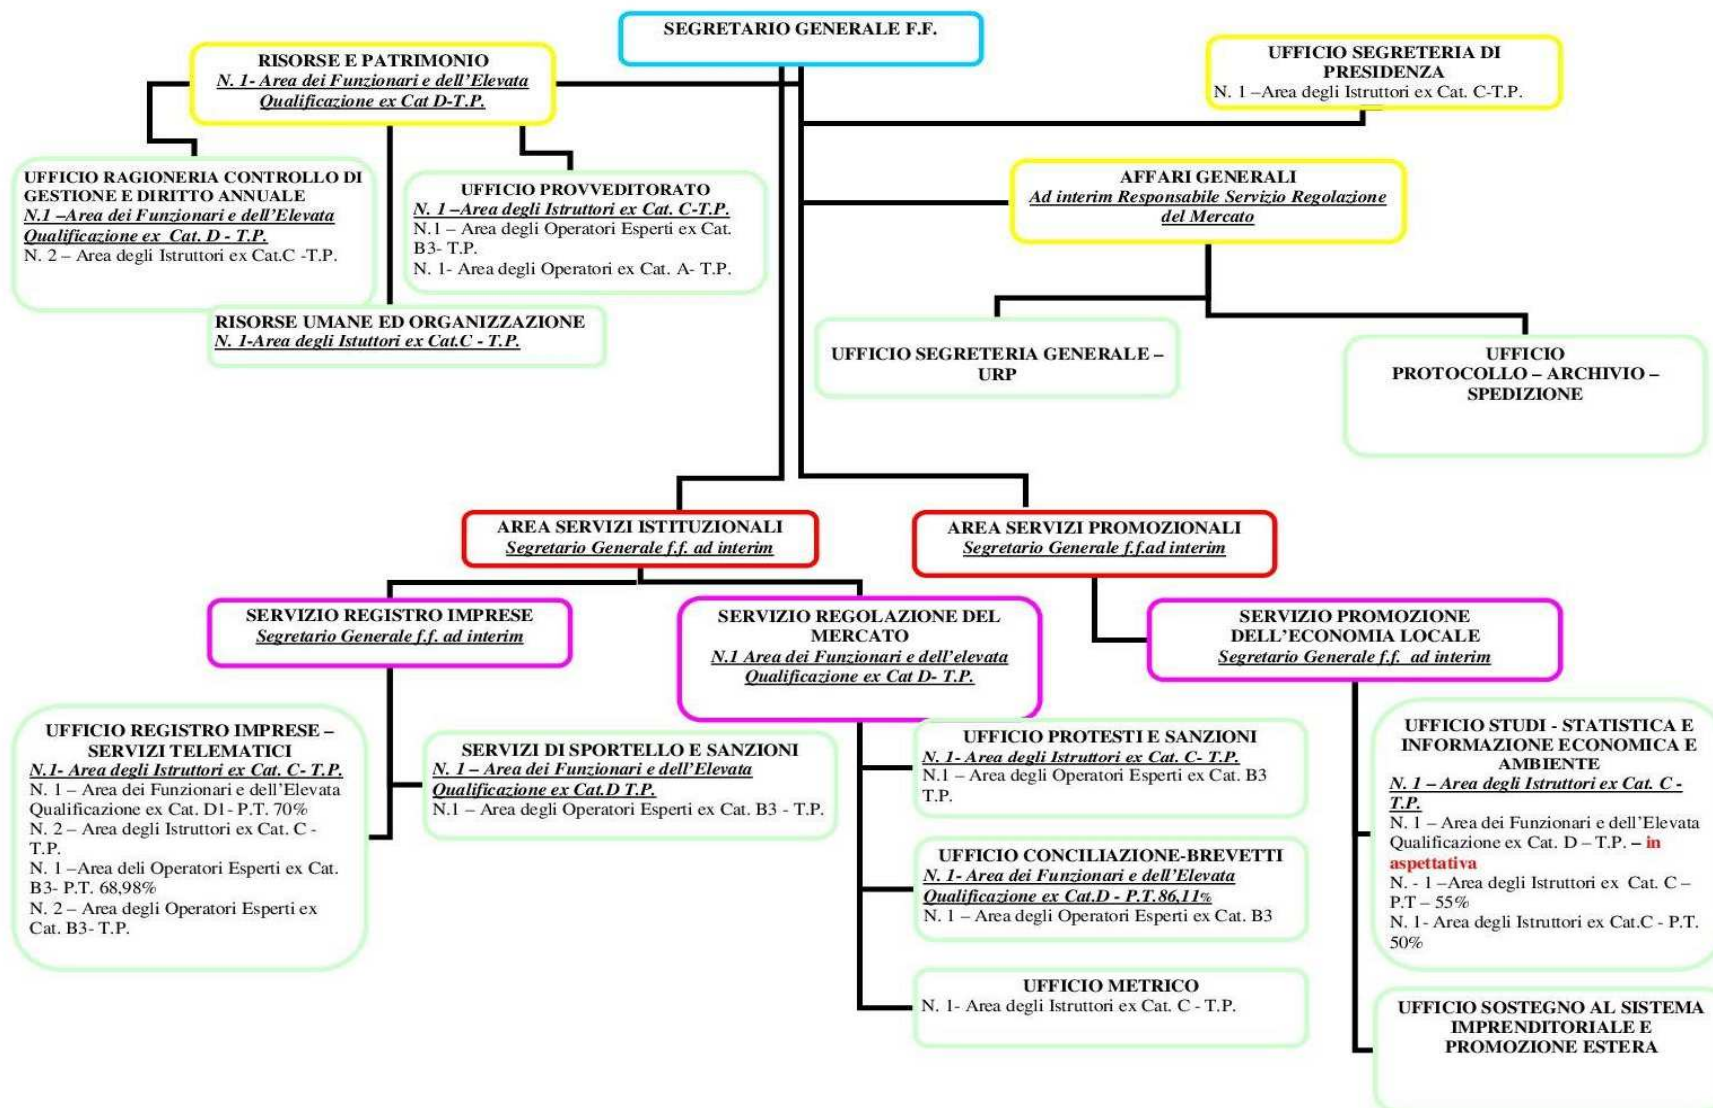 SEGRETARIO GENERALE F.F.
RISORSE E PATRIMONIO
N. 1- Area dei Funzionari e dell'Elevata
Qualificazione ex Cat D-T.P.
UFFICIO SEGRETERIA DI
PRESIDENZA
N. 1 –Area degli Istruttori ex Cat. C-T.P.
UFFICIO RAGIONERIA CONTROLLO DI
GESTIONE E DIRITTO ANNUALE
N.1 –Area dei Funzionari e dell'Elevata
Qualificazione ex Cat. D - T.P.
N. 2 – Area degli Istruttori ex Cat.C -T.P.
UFFICIO PROVVEDITORATO
N. 1 –Area degli Istruttori ex Cat. C-T.P.
N.1 – Area degli Operatori Esperti ex Cat.
B3- T.P.
N. 1- Area degli Operatori ex Cat. A- T.P.
AFFARI GENERALI
Ad interim Responsabile Servizio Regolazione
del Mercato
RISORSE UMANE ED ORGANIZZAZIONE
N. 1-Area degli Istuttori ex Cat.C - T.P.
UFFICIO SEGRETERIA GENERALE –
URP
UFFICIO
PROTOCOLLO – ARCHIVIO –
SPEDIZIONE
AREA SERVIZI ISTITUZIONALI
Segretario Generale f.f. ad interim
AREA SERVIZI PROMOZIONALI
Segretario Generale f.f.ad interim
SERVIZIO REGISTRO IMPRESE
Segretario Generale f.f. ad interim
SERVIZIO REGOLAZIONE DEL
MERCATO
N.1 Area dei Funzionari e dell'elevata
Qualificazione ex Cat D- T.P.
SERVIZIO PROMOZIONE
DELL'ECONOMIA LOCALE
Segretario Generale f.f. ad interim
UFFICIO REGISTRO IMPRESE –
SERVIZI TELEMATICI
N.1- Area degli Istruttori ex Cat. C- T.P.
N. 1 – Area dei Funzionari e dell'Elevata
Qualificazione ex Cat. D1- P.T. 70%
N. 2 – Area degli Istruttori ex Cat. C -
T.P.
N. 1 –Area deli Operatori Esperti ex Cat.
B3- P.T. 68,98%
N. 2 – Area degli Operatori Esperti ex
Cat. B3- T.P.
SERVIZI DI SPORTELLO E SANZIONI
N. 1 – Area dei Funzionari e dell'Elevata
Qualificazione ex Cat.D T.P.
N.1 – Area degli Operatori Esperti ex Cat. B3 - T.P.
UFFICIO PROTESTI E SANZIONI
N. 1- Area degli Istruttori ex Cat. C- T.P.
N.1 – Area degli Operatori Esperti ex Cat. B3
T.P.
UFFICIO CONCILIAZIONE-BREVETTI
N. 1- Area dei Funzionari e dell'Elevata
Qualificazione ex Cat.D - P.T.86,11%
N. 1 – Area degli Operatori Esperti ex Cat. B3
UFFICIO METRICO
N. 1- Area degli Istruttori ex Cat. C - T.P.
UFFICIO STUDI - STATISTICA E
INFORMAZIONE ECONOMICA E
AMBIENTE
N. 1 – Area degli Istruttori ex Cat. C -
T.P.
N. 1 – Area dei Funzionari e dell'Elevata
Qualificazione ex Cat. D – T.P. – in
aspettativa
N. - 1 –Area degli Istruttori ex Cat. C –
P.T – 55%
N. 1- Area degli Istruttori ex Cat.C - P.T.
50%
UFFICIO SOSTEGNO AL SISTEMA
IMPRENDITORIALE E
PROMOZIONE ESTERA